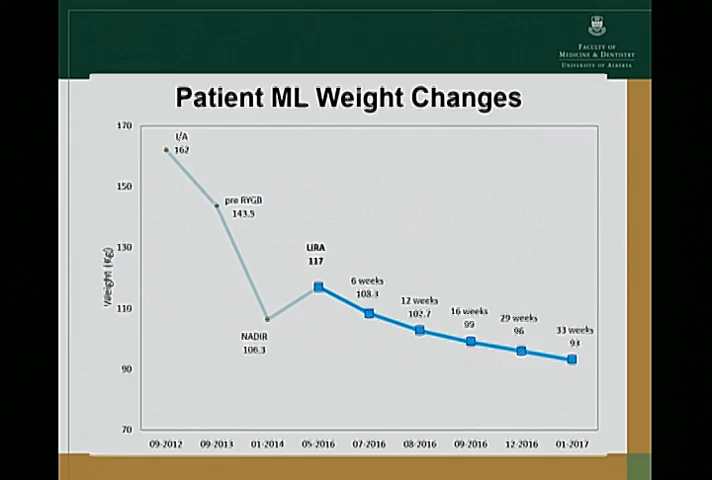 FACULTY OF
MEDICINE & DENTISTRY
UNIVERSITY OF ALBERTA
Patient ML Weight Changes
170
150
130
110
90
70
Weight (Kg)
I/A
162
pre RYGB
143.5
NADIR
106.3
LIRA
117
6 weeks
108.3
12 weeks
102.7
16 weeks
99
29 weeks
96
33 weeks
93
09-2012 09-2013 01-2014 05-2016 07-2016 08-2016 09-2016 12-2016 01-2017